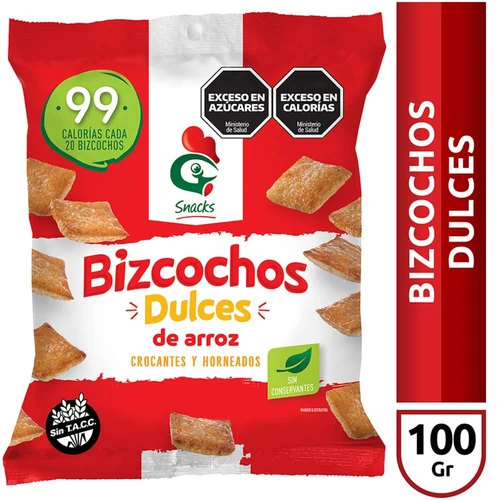 99
CALORÍAS CADA
20 BIZCOCHOS
EXCESO EN
AZÚCARES
Ministerio
de Salud
EXCESO EN
CALORÍAS
Ministerio
de Salud
Snacks
Bizcochos
Dulces
de arroz
CROCANTES Y HORNEADOS
SIN
CONSERVANTES
Sin T.A.C.C.
BIZCOCHOS
DULCES
100
Gr